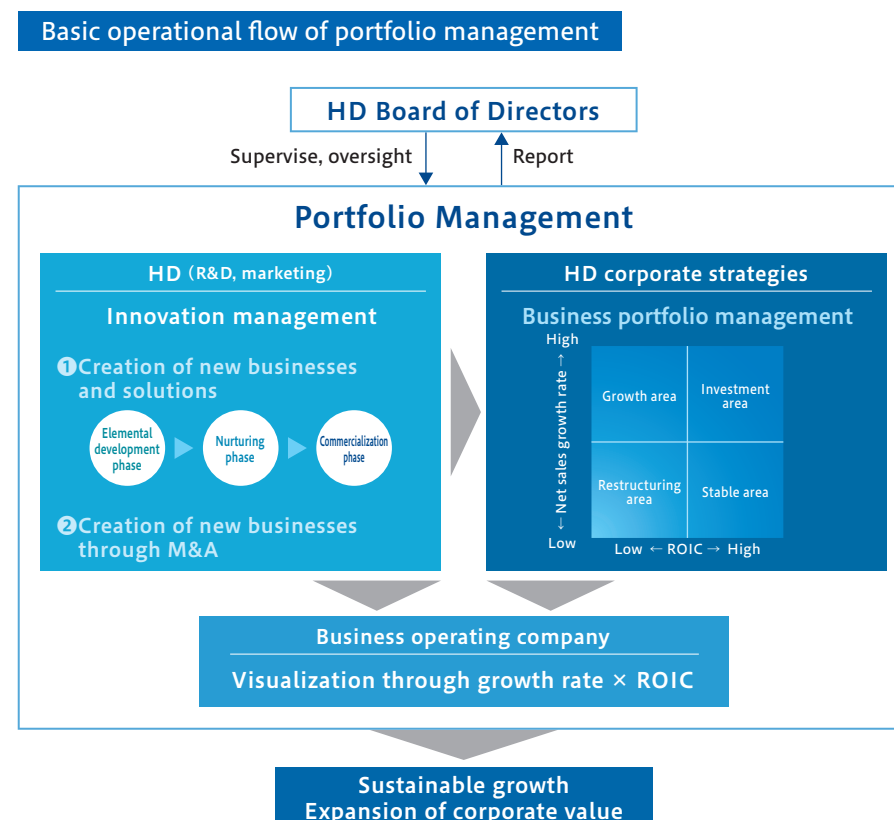 Basic operational flow of portfolio management
HD Board of Directors
Supervise, oversight
Report
Portfolio Management
HD (R&D, marketing)
Innovation management
❶Creation of new businesses
and solutions
Elemental
development
phase
Nurturing
phase
Commercialization
phase
❷Creation of new businesses
through M&A
HD corporate strategies
Business portfolio management
High
← Net sales growth rate →
Low
Growth area
Investment
area
Restructuring
area
Stable area
Low ← ROIC → High
Business operating company
Visualization through growth rate × ROIC
Sustainable growth
Expansion of corporate value